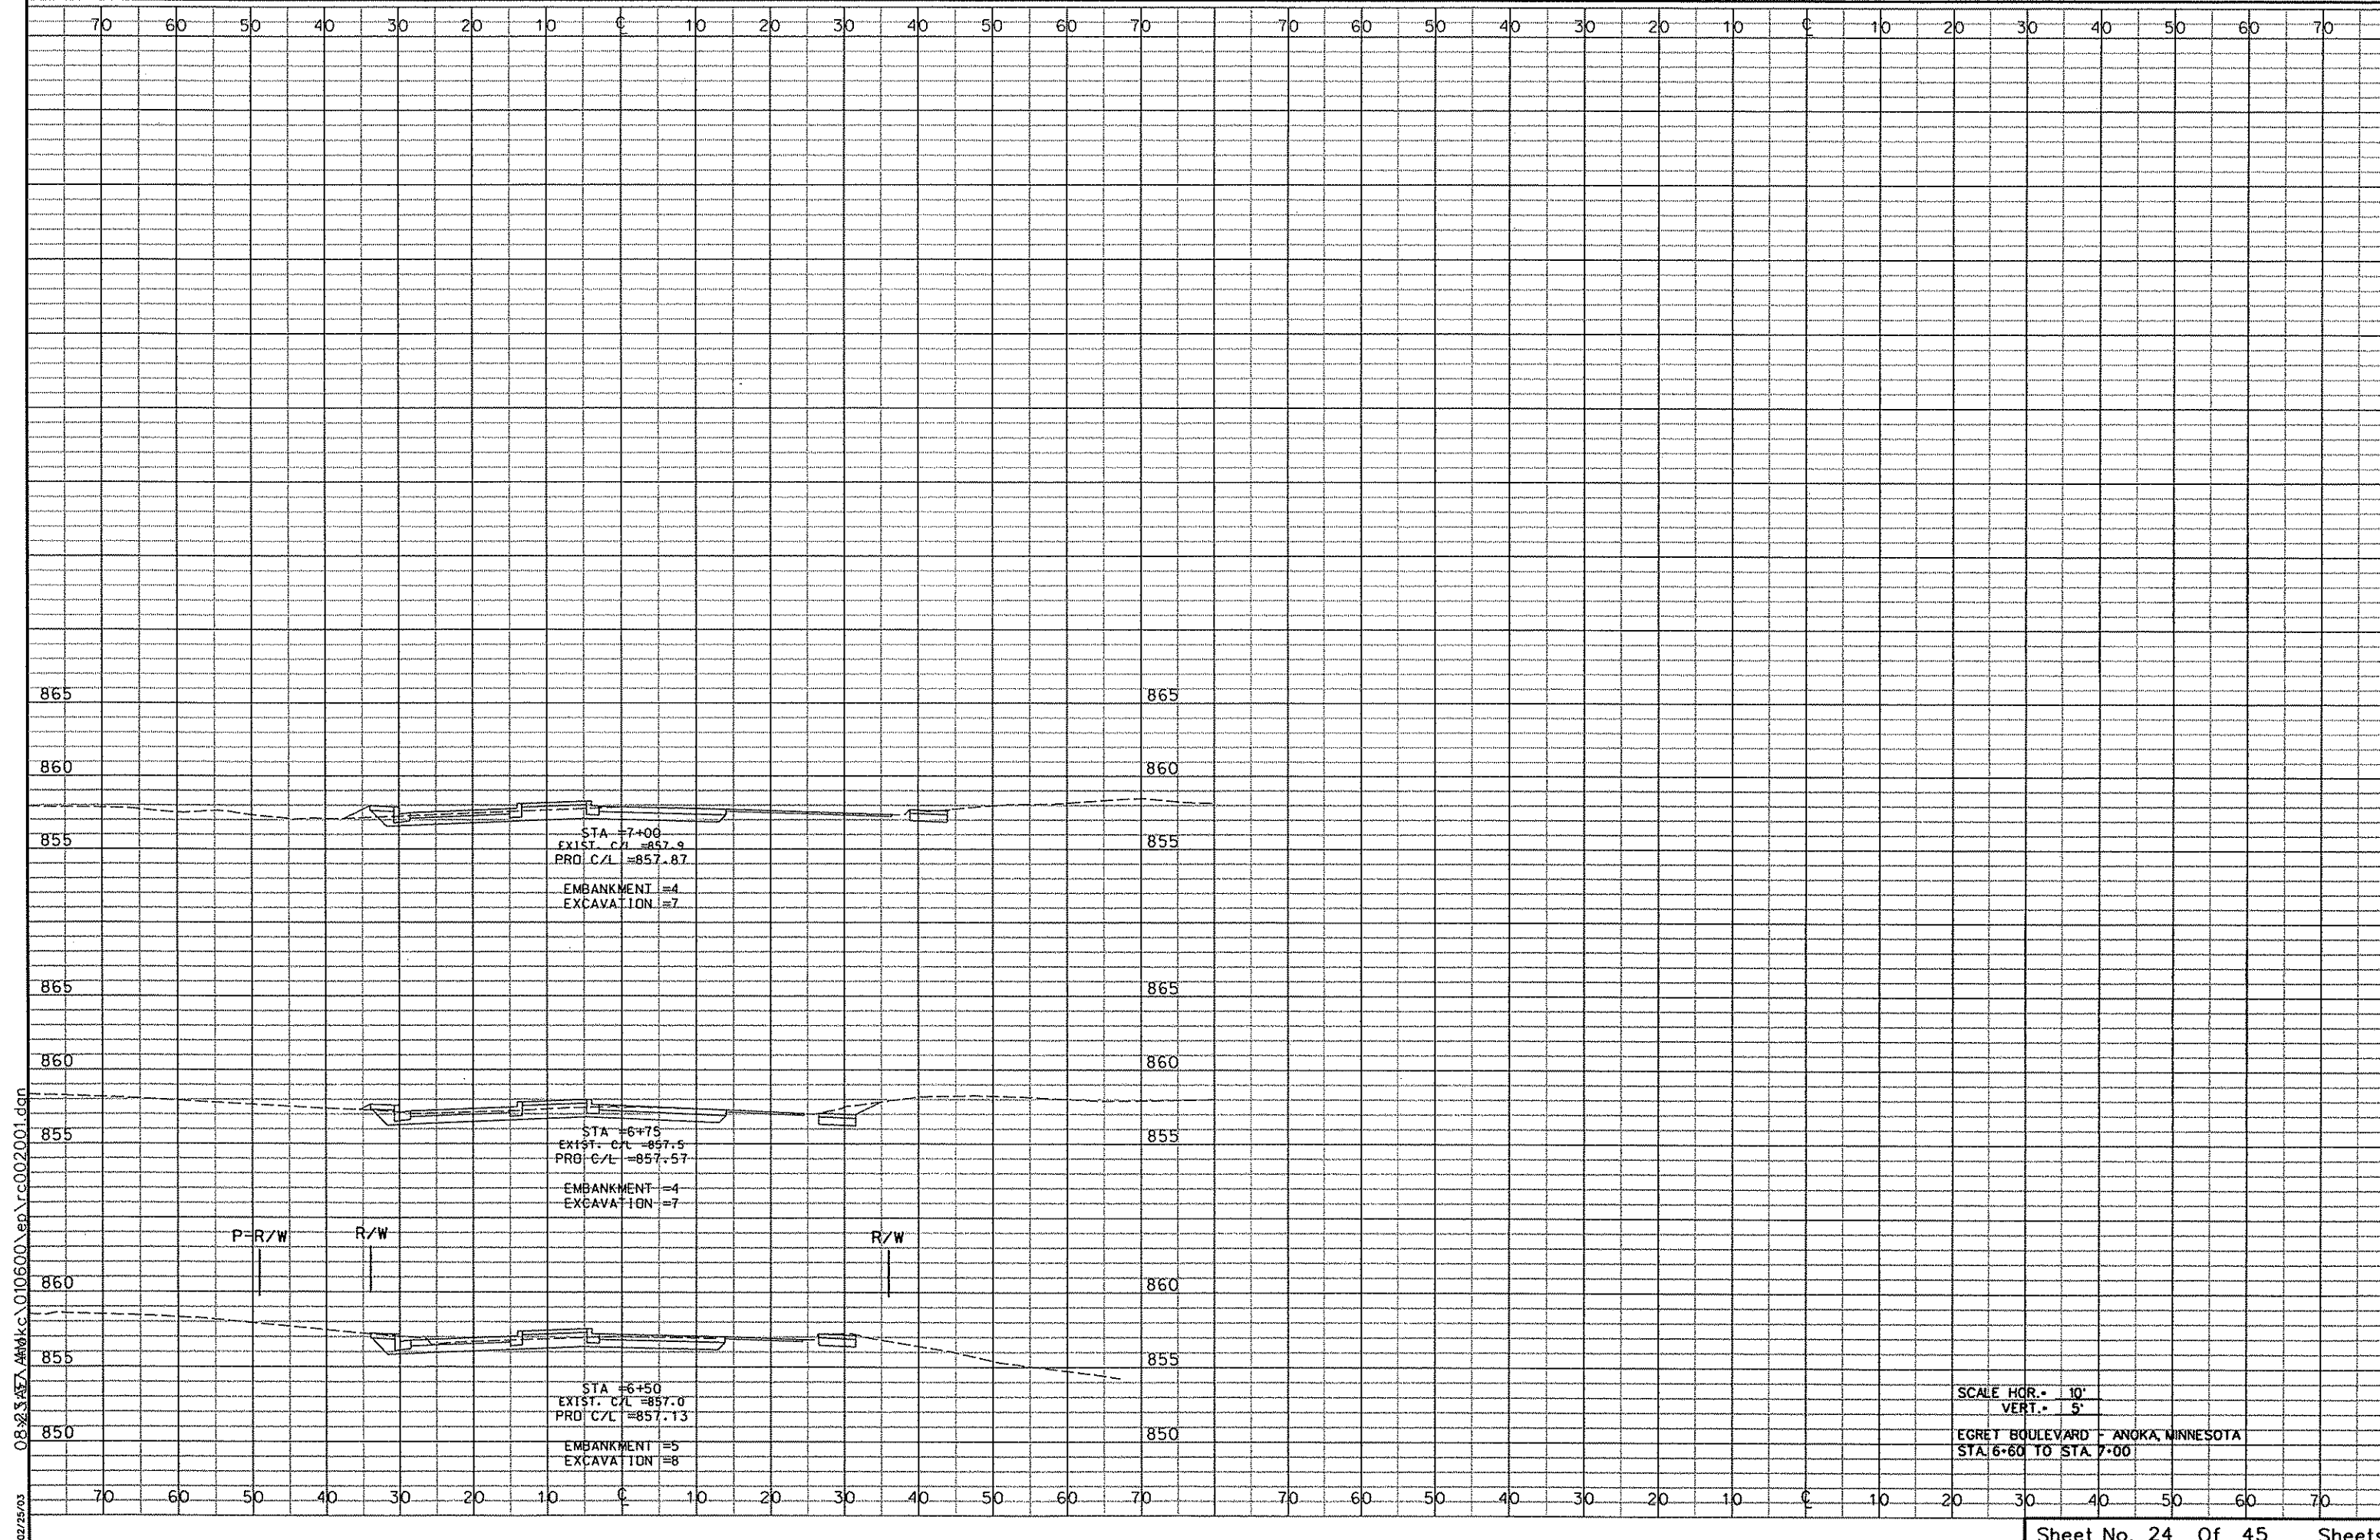 70 60 50 40 30 20 10 ℄ 10 20 30 40 50 60 70 70 60 50 40 30 20 10 ℄ 10 20 30 40 50 60 70
865 865
860 860
855 855
STA =7+00
EXIST. C/L =857.9
PRO C/L =857.87
EMBANKMENT =4
EXCAVATION =7
865 865
860 860
855 855
STA =6+75
EXIST. C/L =857.5
PRO C/L =857.57
EMBANKMENT =4
EXCAVATION =7
P-R/W R/W R/W
860 860
855 855
STA =6+50
EXIST. C/L =857.0
PRO C/L =857.13
850 850
EMBANKMENT =5
EXCAVATION =8
SCALE HOR.= 10'
VERT.= 5'
EGRET BOULEVARD - ANOKA, MINNESOTA
STA. 6+60 TO STA. 7+00
70 60 50 40 30 20 10 ℄ 10 20 30 40 50 60 70 70 60 50 40 30 20 10 ℄ 10 20 30 40 50 60 70
Sheet No. 24 Of 45 Sheets
\010600\ep\rc002001.dgn
02/25/03